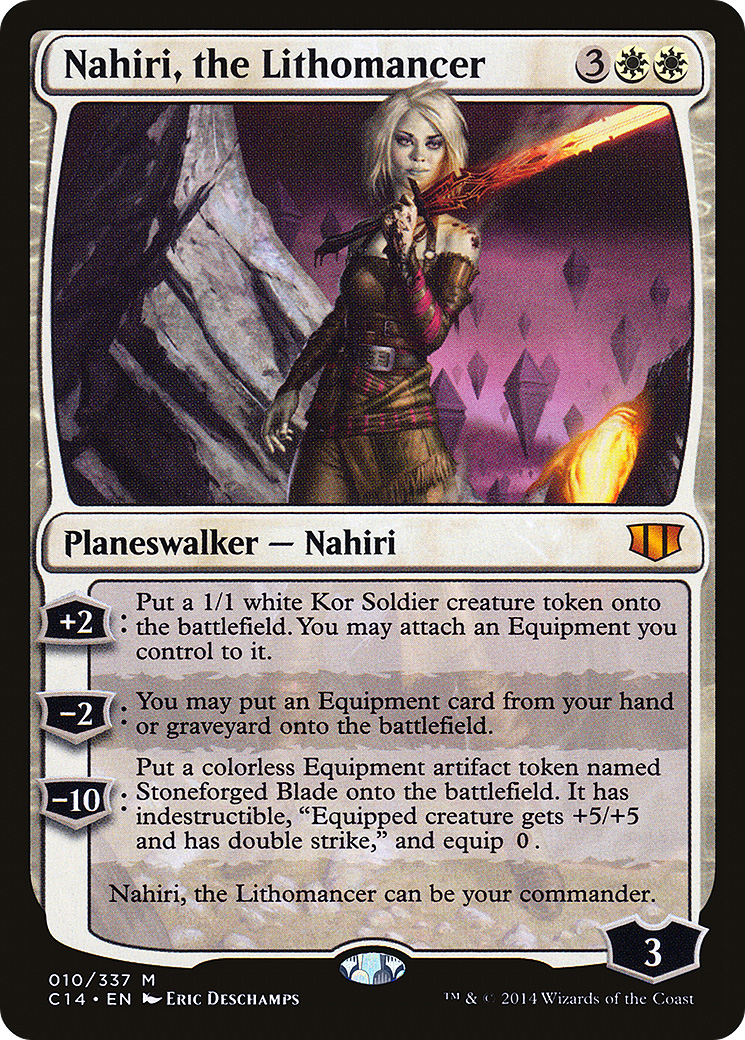 Nahiri, the Lithomancer 3
Planeswalker — Nahiri
+2: Put a 1/1 white Kor Soldier creature token onto
the battlefield. You may attach an Equipment you
control to it.
−2: You may put an Equipment card from your hand
or graveyard onto the battlefield.
Put a colorless Equipment artifact token named
−10: Stoneforged Blade onto the battlefield. It has
indestructible, “Equipped creature gets +5/+5
and has double strike,” and equip 0.
Nahiri, the Lithomancer can be your commander.
3
010/337 M
C14 • EN Eric Deschamps
™ & © 2014 Wizards of the Coast